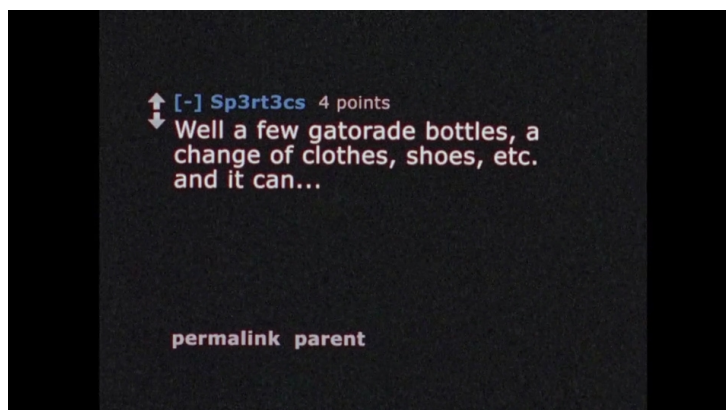 [-] Sp3rt3cs 4 points
Well a few gatorade bottles, a
change of clothes, shoes, etc.
and it can...
permalink parent